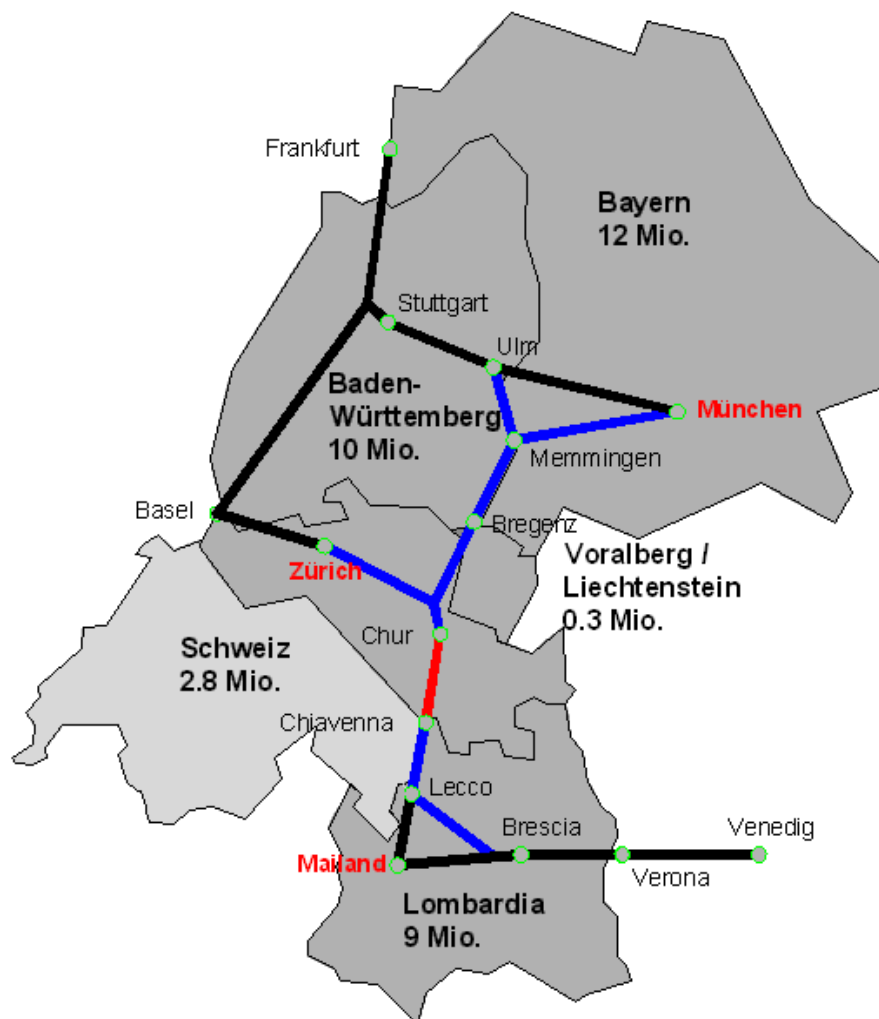 Frankfurt
Bayern
12 Mio.
Stuttgart
Ulm
Baden-
Württemberg
10 Mio.
München
Memmingen
Basel
Bregenz
Zürich
Voralberg /
Liechtenstein
0.3 Mio.
Chur
Schweiz
2.8 Mio.
Chiavenna
Lecco
Brescia
Venedig
Mailand
Verona
Lombardia
9 Mio.